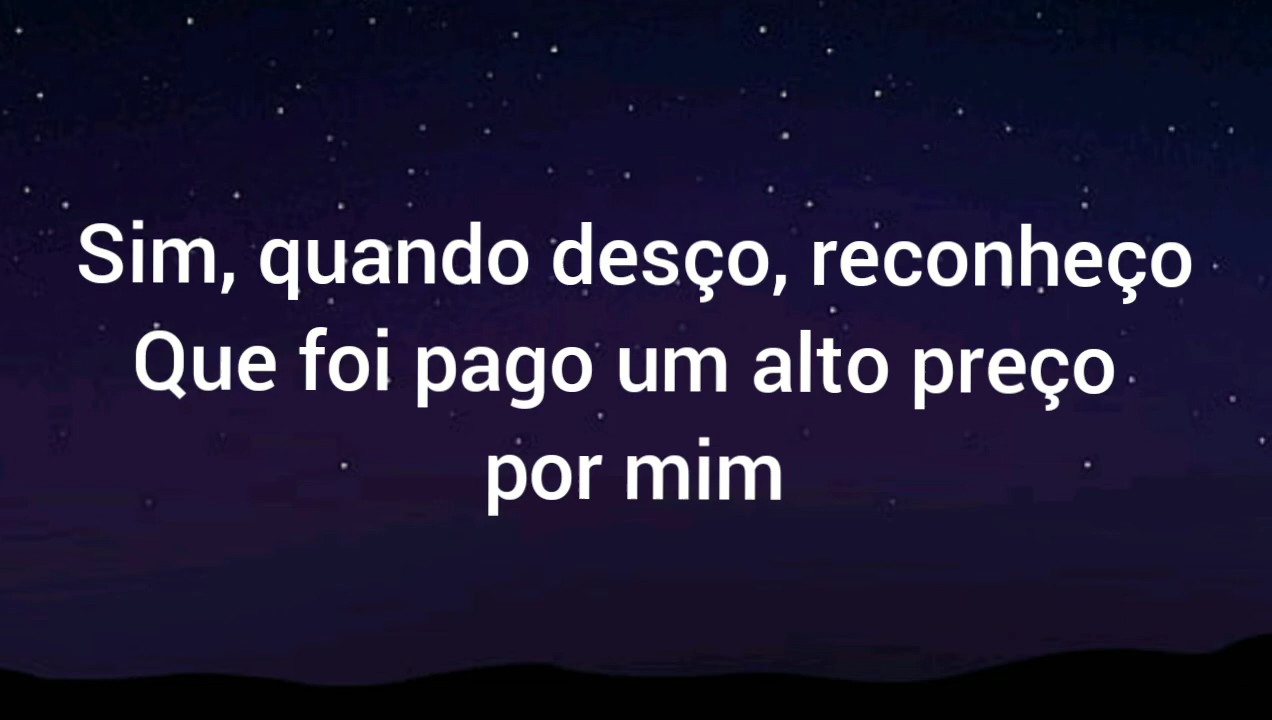 Sim, quando desço, reconheço
Que foi pago um alto preço
por mim